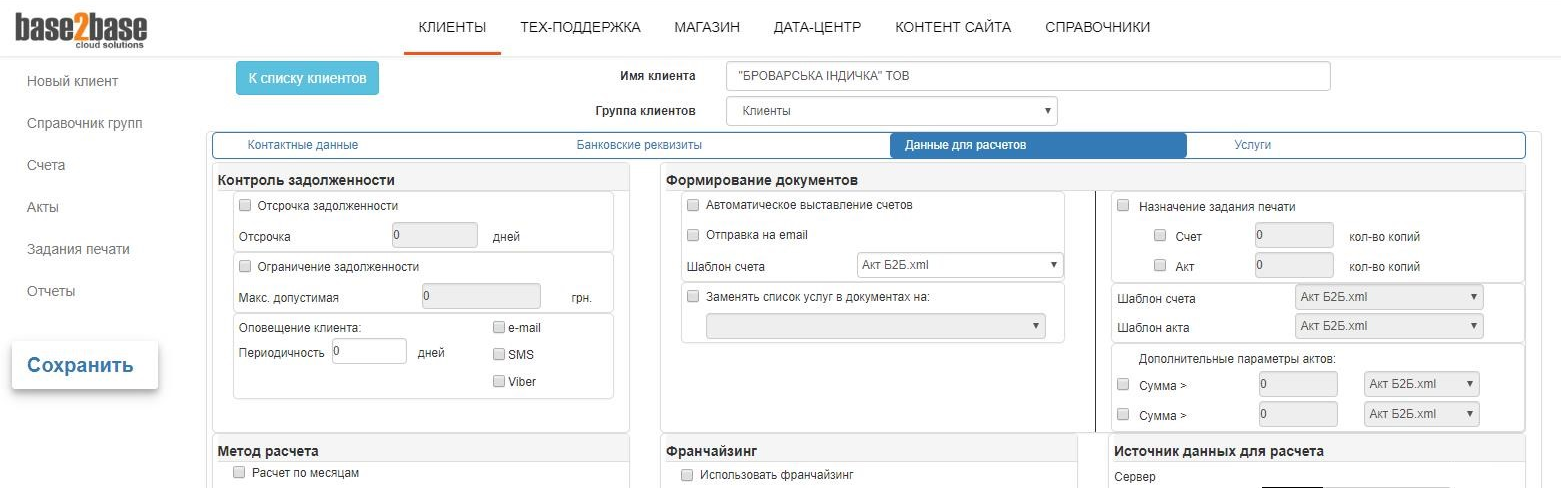 base2base
cloud solutions
КЛИЕНТЫ ТЕХ-ПОДДЕРЖКА МАГАЗИН ДАТА-ЦЕНТР КОНТЕНТ САЙТА СПРАВОЧНИКИ
Новый клиент
Справочник групп
Счета
Акты
Задания печати
Отчеты
Сохранить
К списку клиентов
Имя клиента "БРОВАРСЬКА ІНДИЧКА" ТОВ
Группа клиентов Клиенты
Контактные данные Банковские реквизиты Данные для расчетов Услуги
Контроль задолженности
Отсрочка задолженности
Отсрочка 0 дней
Ограничение задолженности
Макс. допустимая 0 грн.
Оповещение клиента: e-mail
Периодичность 0 дней SMS
Viber
Формирование документов
Автоматическое выставление счетов
Отправка на email
Шаблон счета Акт Б2Б.xml
Заменять список услуг в документах на:
Назначение задания печати
Счет 0 кол-во копий
Акт 0 кол-во копий
Шаблон счета Акт Б2Б.xml
Шаблон акта Акт Б2Б.xml
Дополнительные параметры актов:
Сумма > 0 Акт Б2Б.xml
Сумма > 0 Акт Б2Б.xml
Метод расчета
Расчет по месяцам
Франчайзинг
Использовать франчайзинг
Источник данных для расчета
Сервер